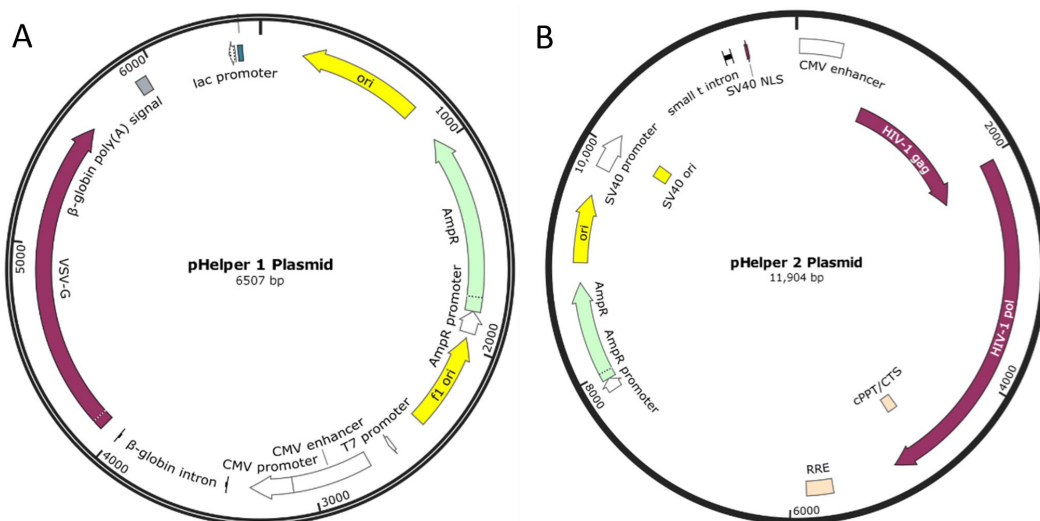 A
6000
lac promoter
β-globin poly(A) signal
ori
1000
AmpR
AmpR promoter
2000
f1 ori
T7 promoter
CMV enhancer
CMV promoter
3000
β-globin intron
4000
VSV-G
5000
pHelper 1 Plasmid
6507 bp
B
small t intron
SV40 NLS
CMV enhancer
2000
HIV-1 gag
HIV-1 pol
4000
cPPT/CTS
RRE
6000
8000
AmpR promoter
AmpR
ori
10,000
SV40 promoter
SV40 ori
pHelper 2 Plasmid
11,904 bp